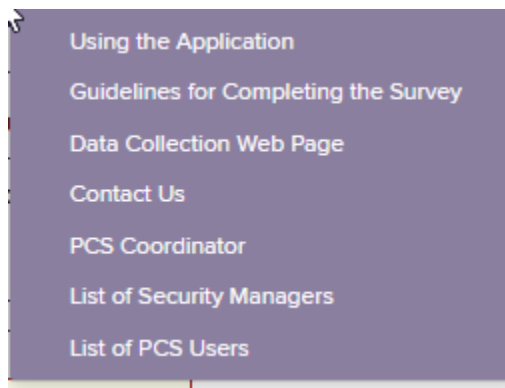 Using the Application
Guidelines for Completing the Survey
Data Collection Web Page
Contact Us
PCS Coordinator
List of Security Managers
List of PCS Users